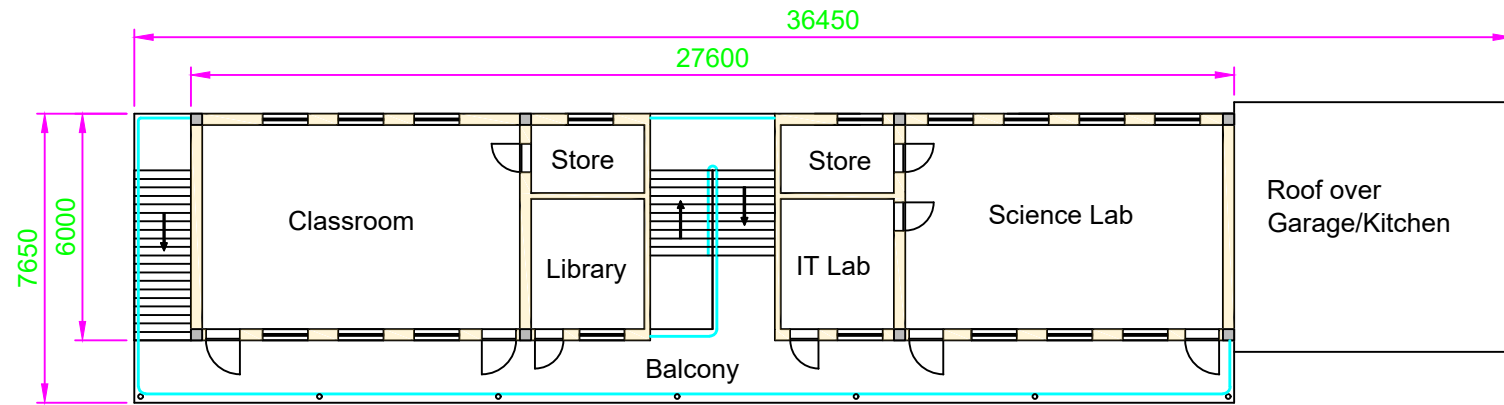 36450
27600
7650
6000
Store
Store
Classroom
Science Lab
Roof over
Garage/Kitchen
Library
IT Lab
Balcony